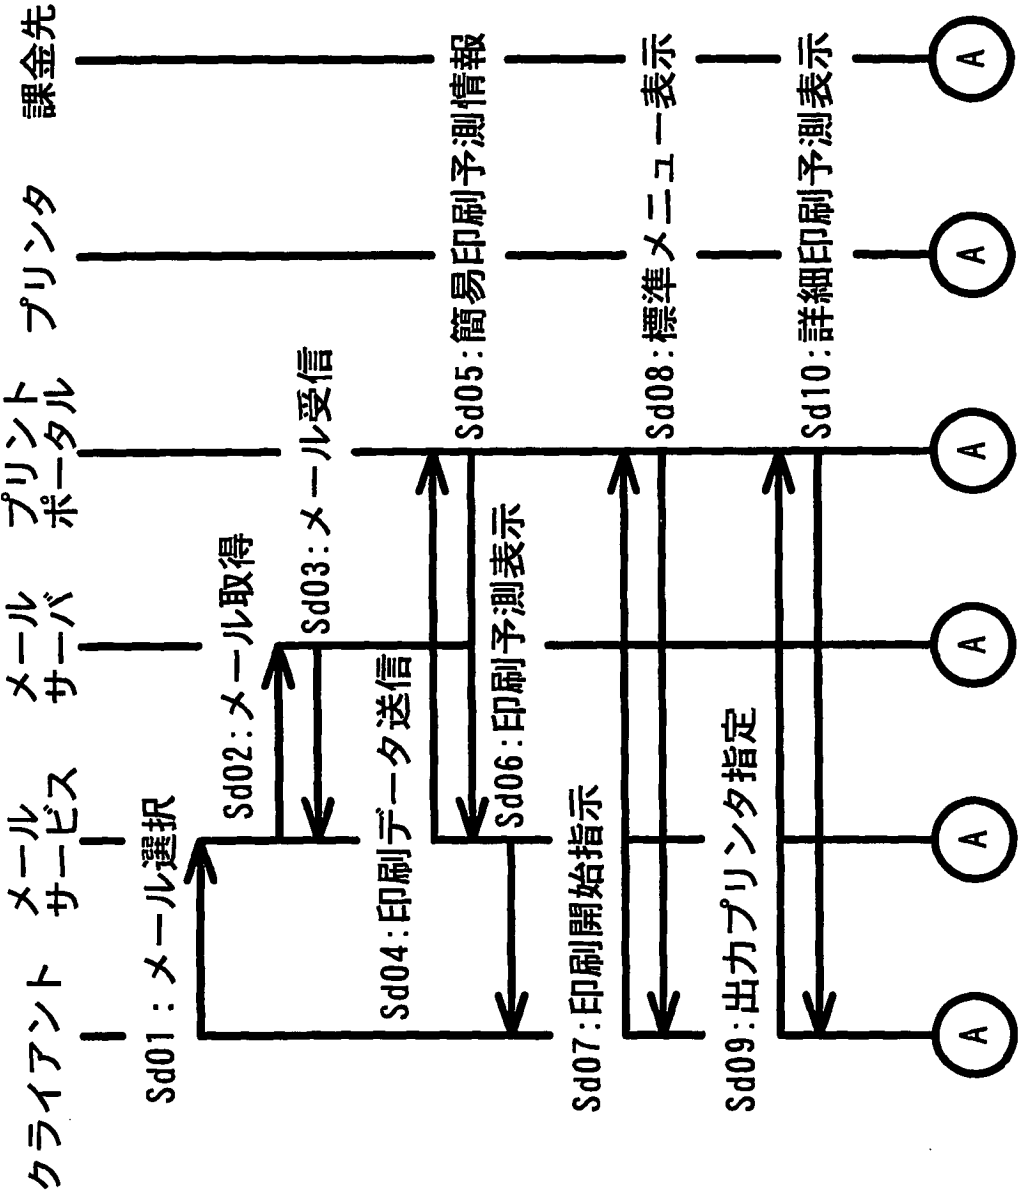 クライアント
メール
サービス
メール
サーバ
プリント
ポータル
プリンタ
課金先
Sd01:メール選択
Sd02:メール取得
Sd03:メール受信
Sd04:印刷データ送信
Sd05:簡易印刷予測情報
Sd06:印刷予測表示
Sd07:印刷開始指示
Sd08:標準メニュー表示
Sd09:出力プリンタ指定
Sd10:詳細印刷予測表示
A
A
A
A
A
A